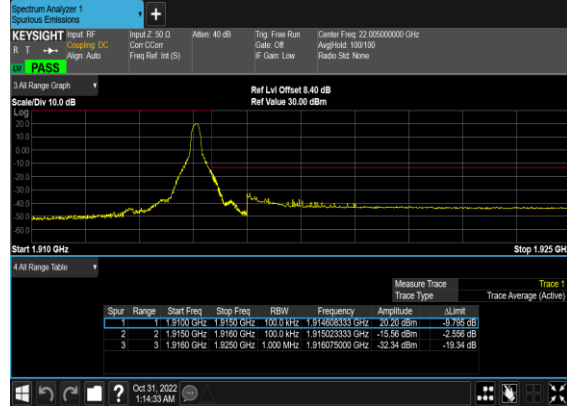 Spectrum Analyzer 1
Spurious Emissions
+
KEYSIGHT Input: RF Input Z: 50 Ω Atten: 40 dB Trig: Free Run Center Freq: 22.005000000 GHz
R T Coupling: DC Corr CCorr Gate: Off Avg|Hold: 100/100
Align: Auto Freq Ref: Int (S) IF Gain: Low Radio Std: None
PASS
3 All Range Graph
Ref Lvl Offset 8.40 dB
Scale/Div 10.0 dB Ref Value 30.00 dBm
Log
20.0
10.0
0.00
-10.0
-20.0
-30.0
-40.0
-50.0
-60.0
Start 1.910 GHz Stop 1.925 GHz
4 All Range Table
Measure Trace Trace 1
Trace Type Trace Average (Active)
Spur Range Start Freq Stop Freq RBW Frequency Amplitude ΔLimit
1 1 1.9100 GHz 1.9150 GHz 100.0 kHz 1.914608333 GHz 20.20 dBm -9.795 dB
2 2 1.9150 GHz 1.9160 GHz 100.0 kHz 1.915023333 GHz -15.56 dBm -2.556 dB
3 3 1.9160 GHz 1.9250 GHz 1.000 MHz 1.916075000 GHz -32.34 dBm -19.34 dB
? Oct 31, 2022
1:14:33 AM